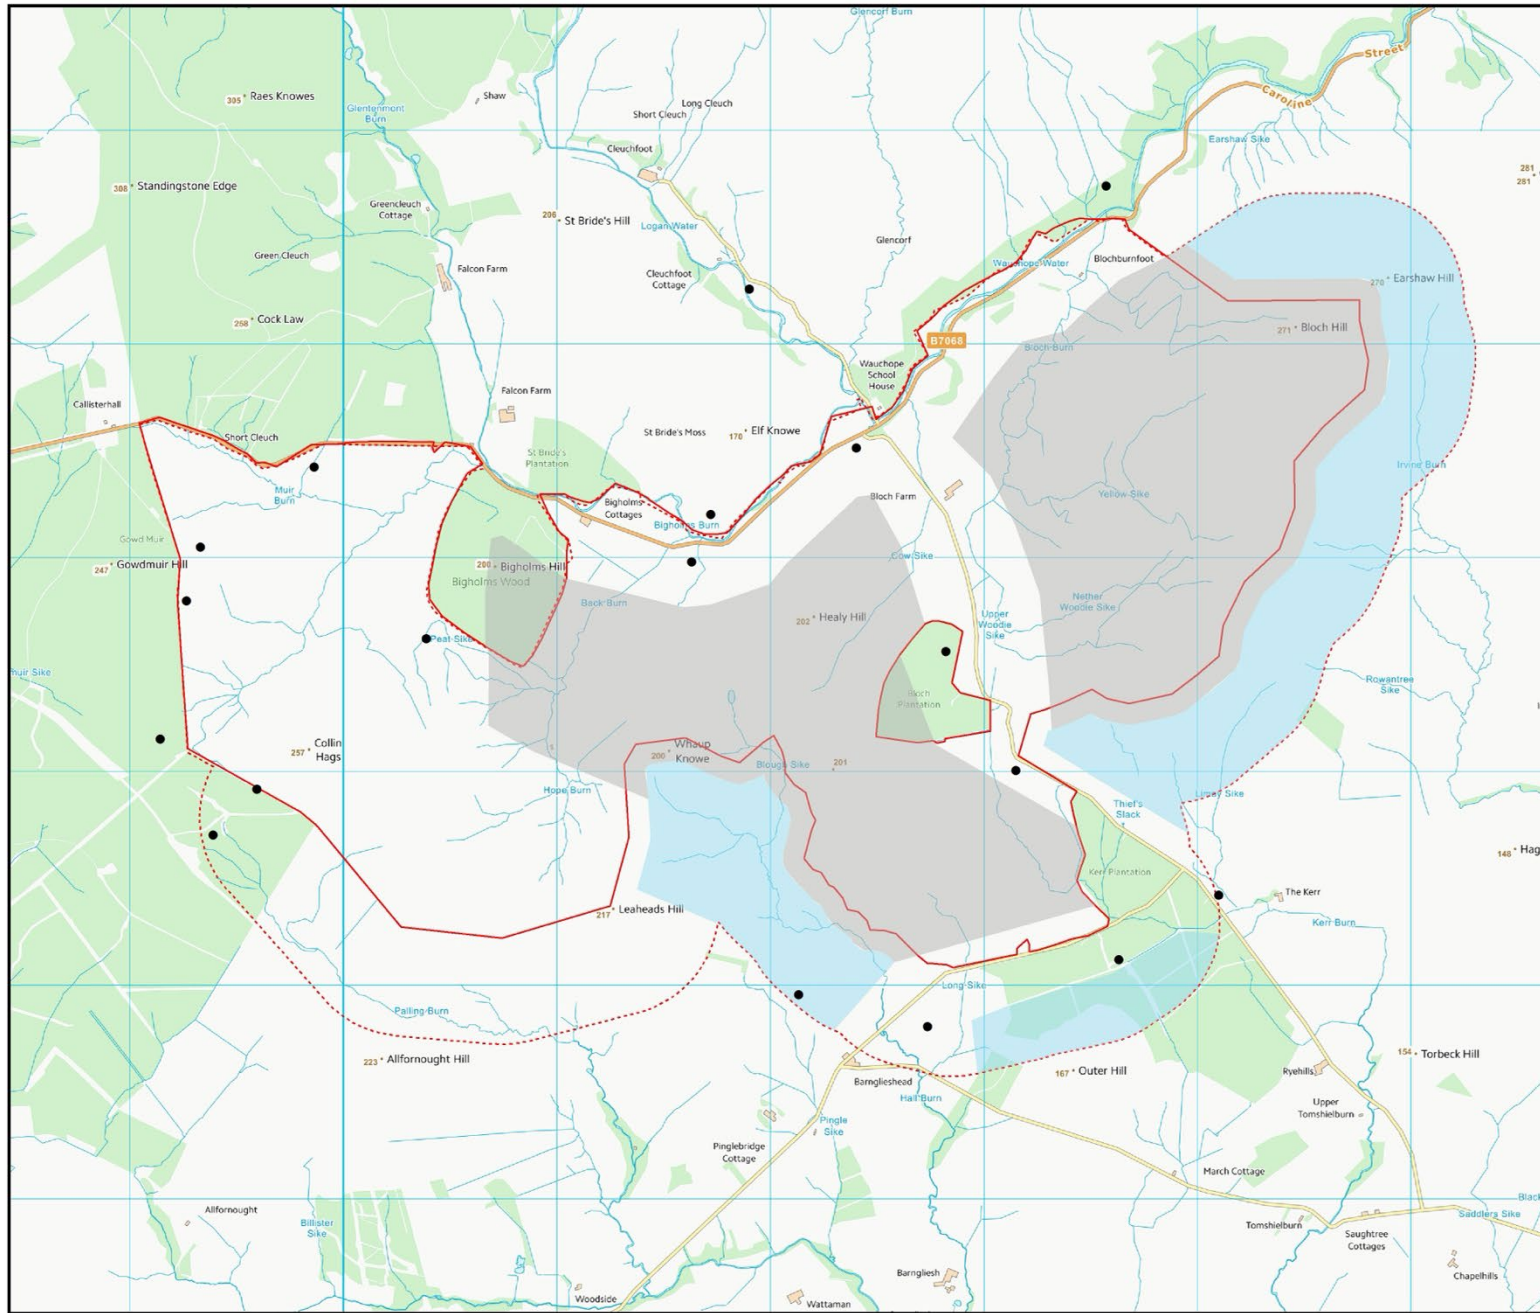 Glencorf Burn
Street
305 Raes Knowes
Shaw
Glentenmont
Burn
Long Cleuch
Short Cleuch
Caroline
Earshaw Sike
Cleuchfoot
281
281
308 Standingstone Edge
Greencleuch
Cottage
206 St Bride's Hill
Logan Water
Glencorf
Green Cleuch
Wauchope Water
Blochburnfoot
Falcon Farm
Cleuchfoot
Cottage
270 Earshaw Hill
258 Cock Law
271 Bloch Hill
B7068
Bloch Burn
Wauchope
School
House
Falcon Farm
Callisterhall
Short Cleuch
St Bride's Moss
170 Elf Knowe
St Bride's
Plantation
Irvine Burn
Muir
Burn
Bigholms
Cottages
Bloch Farm
Yellow Sike
Bigholms Burn
Gowd Muir
247 Gowdmuir Hill
200 Bigholms Hill
Bigholms Wood
Cow Sike
Back Burn
Nether
Woodie Sike
202 Healy Hill
Upper
Woodie
Sike
Peat Sike
huir Sike
Rowantree
Sike
Bloch
Plantation
257 Collin
Hags
200 Whaup
Knowe
Blough Sike
201
Hope Burn
Limey Sike
Thief's
Slack
148 Hag
Kerr Plantation
The Kerr
217 Leaheads Hill
Kerr Burn
Long Sike
Palling Burn
223 Allfornought Hill
154 Torbeck Hill
167 Outer Hill
Ryehills
Barnglieshead
Hall Burn
Upper
Tomshielburn
Pingle
Sike
Pinglebridge
Cottage
March Cottage
Black
Allfornought
Billister
Sike
Saddlers Sike
Tomshielburn
Saughtree
Cottages
Barngliesh
Chapelhills
Woodside
Wattaman